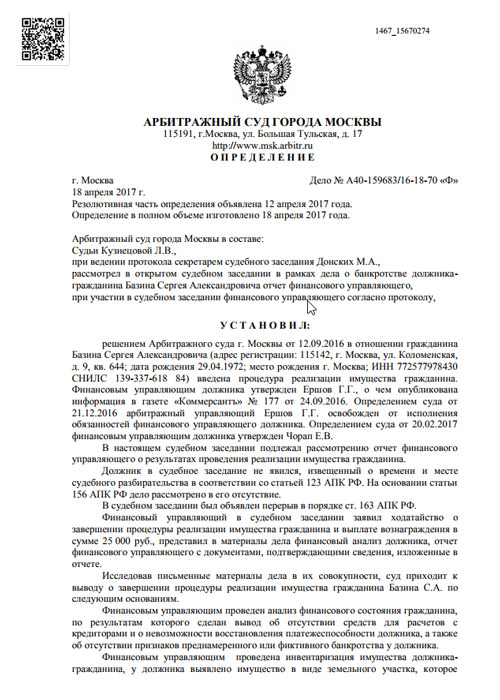 1467_15670274
АРБИТРАЖНЫЙ СУД ГОРОДА МОСКВЫ
115191, г.Москва, ул. Большая Тульская, д. 17
http://www.msk.arbitr.ru
О П Р Е Д Е Л Е Н И Е
г. Москва Дело № А40-159683/16-18-70 «Ф»
18 апреля 2017 г.
Резолютивная часть определения объявлена 12 апреля 2017 года.
Определение в полном объеме изготовлено 18 апреля 2017 года.
Арбитражный суд города Москвы в составе:
Судьи Кузнецовой Л.В.,
при ведении протокола секретарем судебного заседания Донских М.А.,
рассмотрел в открытом судебном заседании в рамках дела о банкротстве должника-
гражданина Базина Сергея Александровича отчет финансового управляющего,
при участии в судебном заседании финансового управляющего согласно протоколу,
У С Т А Н О В И Л :
решением Арбитражного суда г. Москвы от 12.09.2016 в отношении гражданина
Базина Сергея Александровича (адрес регистрации: 115142, г. Москва, ул. Коломенская,
д. 9, кв. 644; дата рождения 29.04.1972; место рождения г. Москва; ИНН 772577978430
СНИЛС 139-337-618 84) введена процедура реализации имущества гражданина.
Финансовым управляющим должника утвержден Ершов Г.Г., о чем опубликована
информация в газете «Коммерсантъ» № 177 от 24.09.2016. Определением суда от
21.12.2016 арбитражный управляющий Ершов Г.Г. освобожден от исполнения
обязанностей финансового управляющего должника. Определением суда от 20.02.2017
финансовым управляющим должника утвержден Чорап Е.В.
В настоящем судебном заседании подлежал рассмотрению отчет финансового
управляющего о результатах проведения реализации имущества гражданина.
Должник в судебное заседание не явился, извещенный о времени и месте
судебного разбирательства в соответствии со статьей 123 АПК РФ. На основании статьи
156 АПК РФ дело рассмотрено в его отсутствие.
В судебном заседании был объявлен перерыв в порядке ст. 163 АПК РФ.
Финансовый управляющий в судебном заседании заявил ходатайство о
завершении процедуры реализации имущества гражданина и выплате вознаграждения в
сумме 25 000 руб., представил в материалы дела финансовый анализ должника, отчет
финансового управляющего с документами, подтверждающими сведения, изложенные в
отчете.
Исследовав письменные материалы дела в их совокупности, суд приходит к
выводу о завершении процедуры реализации имущества гражданина Базина С.А. по
следующим основаниям.
Финансовым управляющим проведен анализ финансового состояния гражданина,
по результатам которого сделан вывод об отсутствии средств для расчетов с
кредиторами и о невозможности восстановления платежеспособности должника, а также
об отсутствии признаков преднамеренного или фиктивного банкротства у должника.
Финансовым управляющим проведена инвентаризация имущества должника-
гражданина, у должника выявлено имущество в виде земельного участка, которое